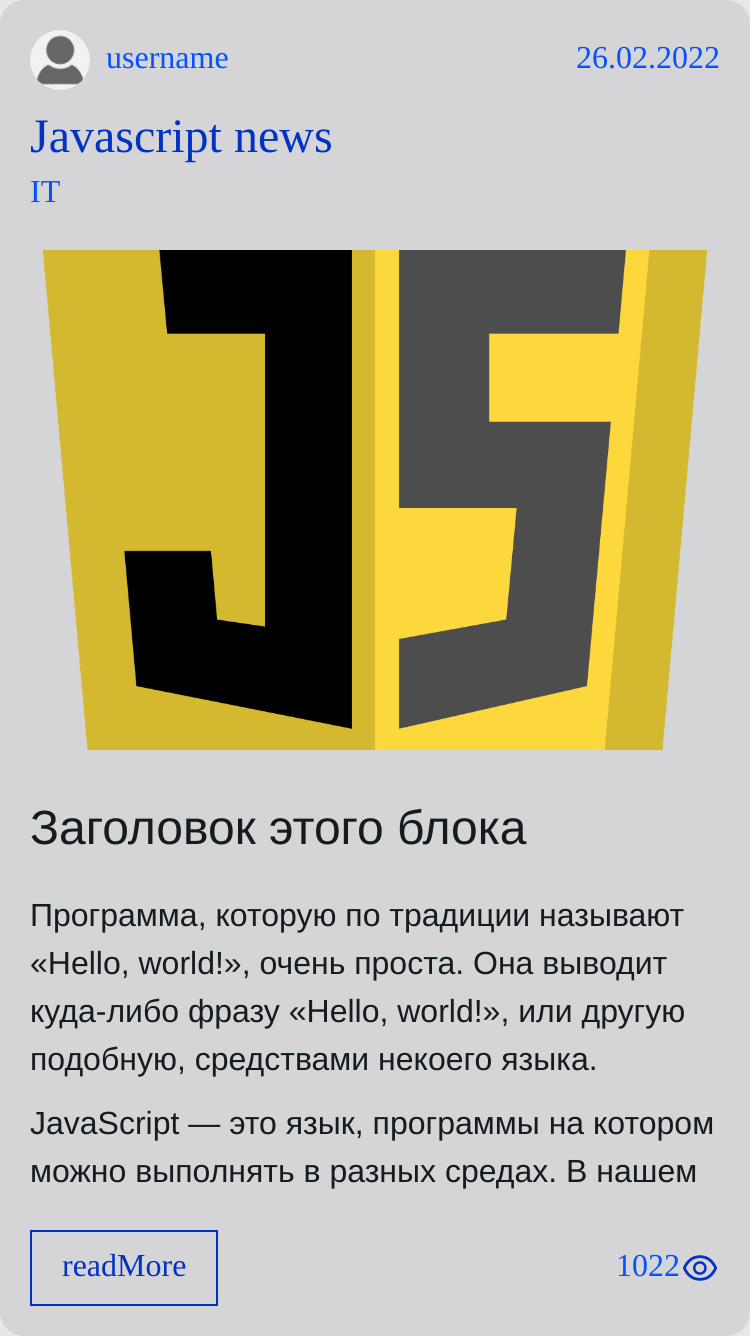 username 26.02.2022
Javascript news
IT
JS
Заголовок этого блока
Программа, которую по традиции называют
«Hello, world!», очень проста. Она выводит
куда-либо фразу «Hello, world!», или другую
подобную, средствами некоего языка.
JavaScript — это язык, программы на котором
можно выполнять в разных средах. В нашем
readMore 1022